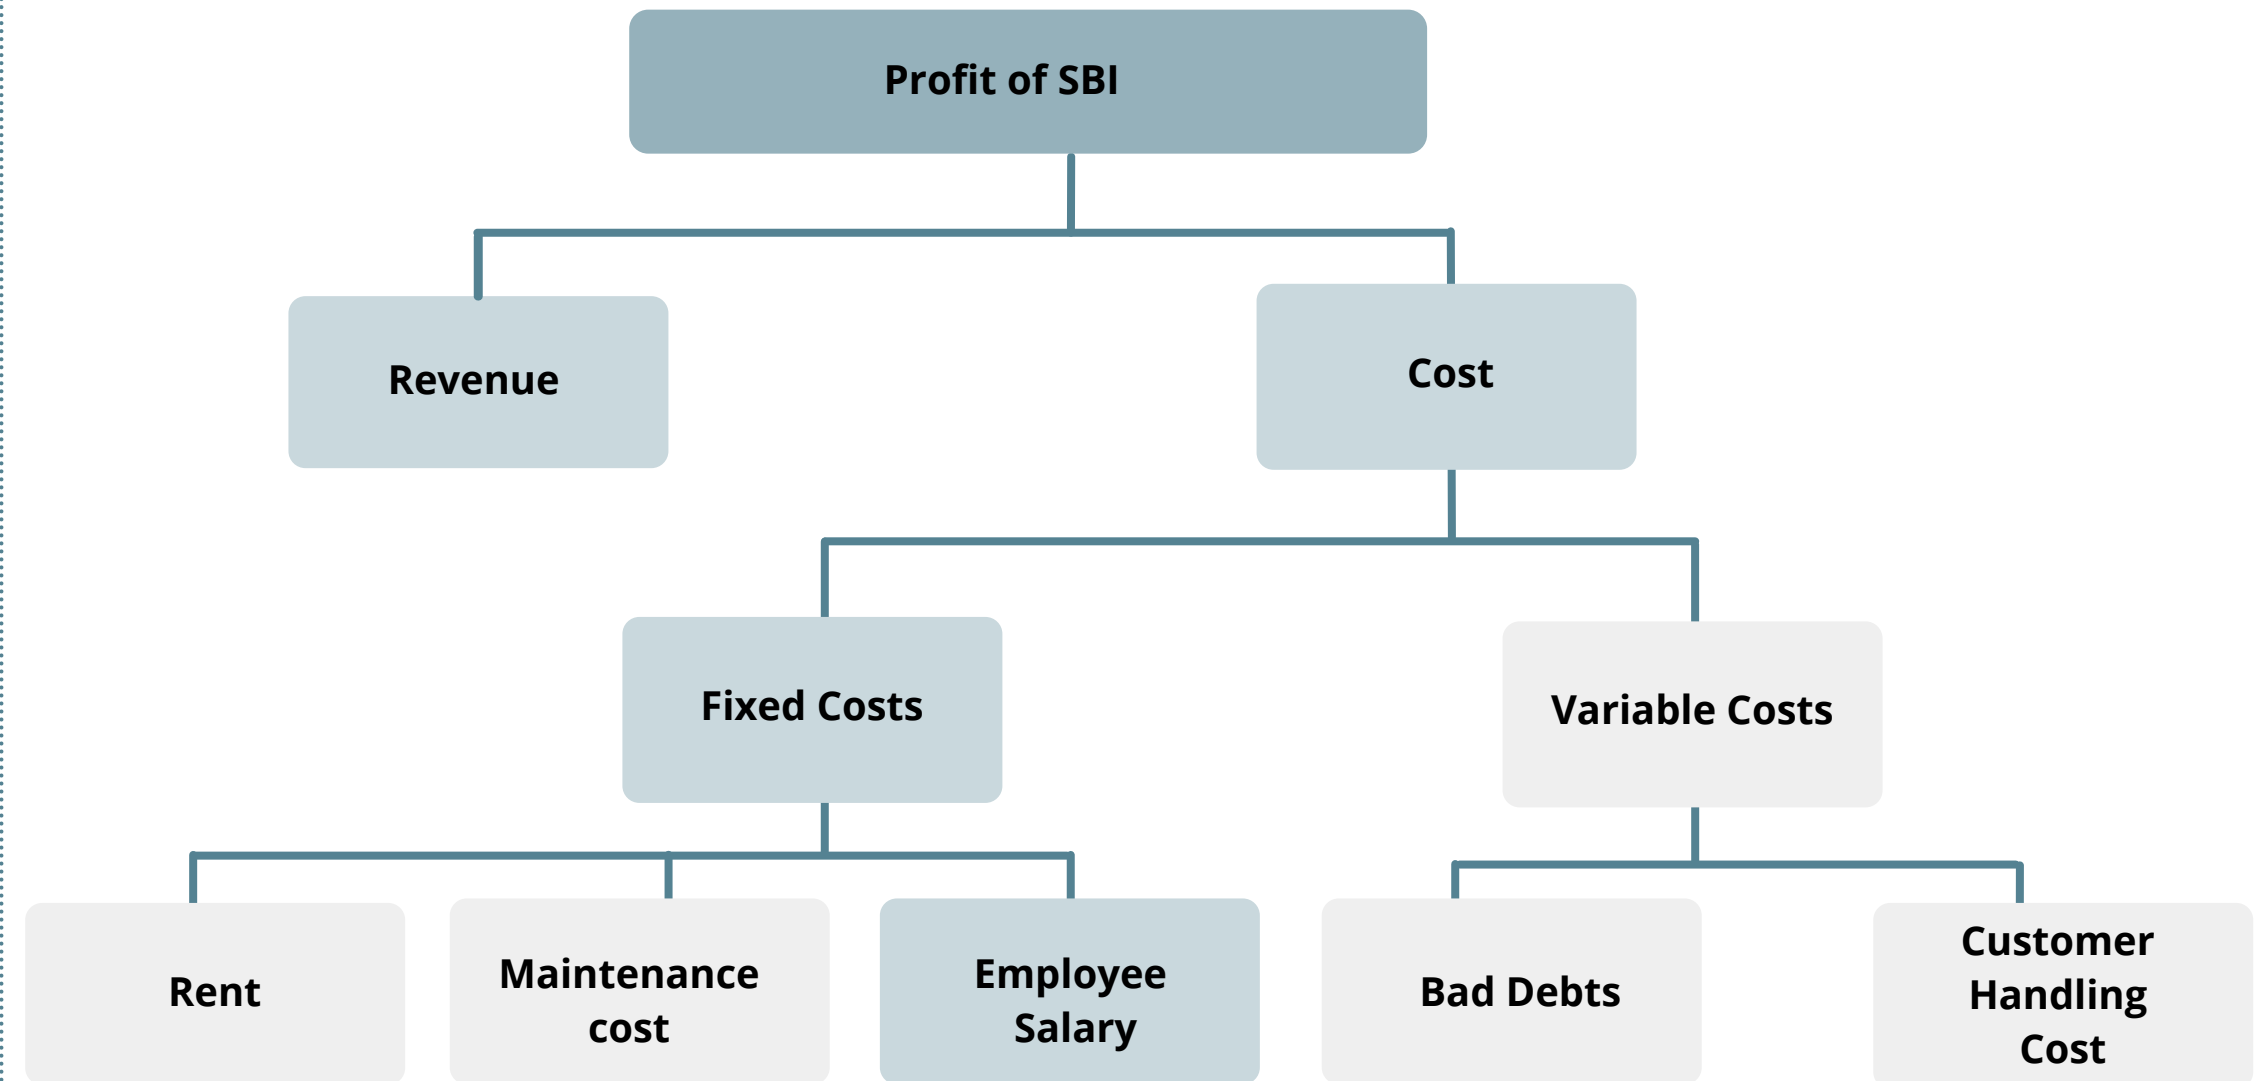 Profit of SBI
Revenue
Cost
Fixed Costs
Variable Costs
Rent
Maintenance
cost
Employee
Salary
Bad Debts
Customer
Handling
Cost